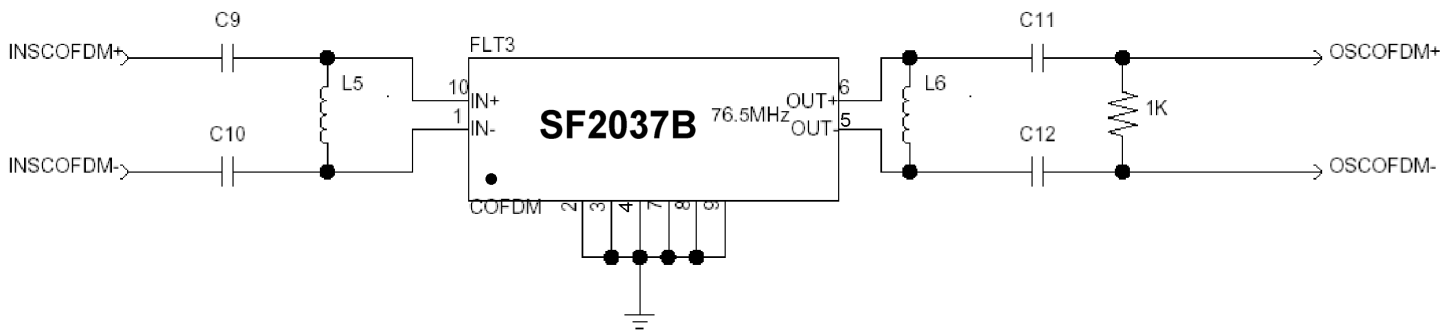 C9
C11
INSCOFDM+
FLT3
OSCOFDM+
L5
L6
10
IN+
SF2037B
76.5MHz
OUT+
6
1K
1
IN-
OUT-
5
C10
C12
INSCOFDM-
OSCOFDM-
COFDM
2
3
4
7
8
9